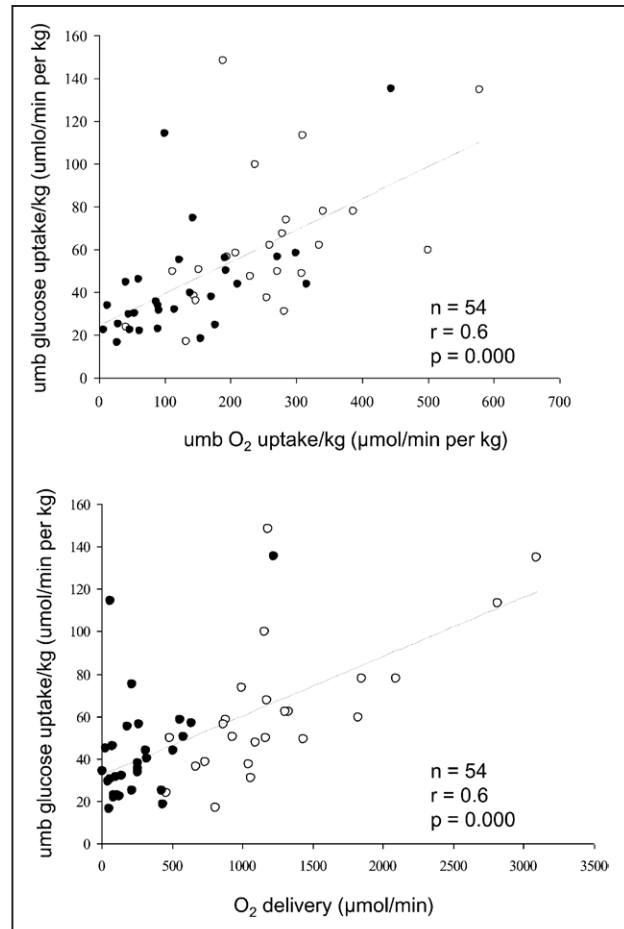 160
140
120
100
80
60
40
20
0
umb glucose uptake/kg (umlo/min per kg)
n = 54
r = 0.6
p = 0.000
0 100 200 300 400 500 600 700
umb O₂ uptake/kg (µmol/min per kg)
160
140
120
100
80
60
40
20
0
umb glucose uptake/kg (umol/min per kg)
n = 54
r = 0.6
p = 0.000
0 500 1000 1500 2000 2500 3000 3500
O₂ delivery (µmol/min)